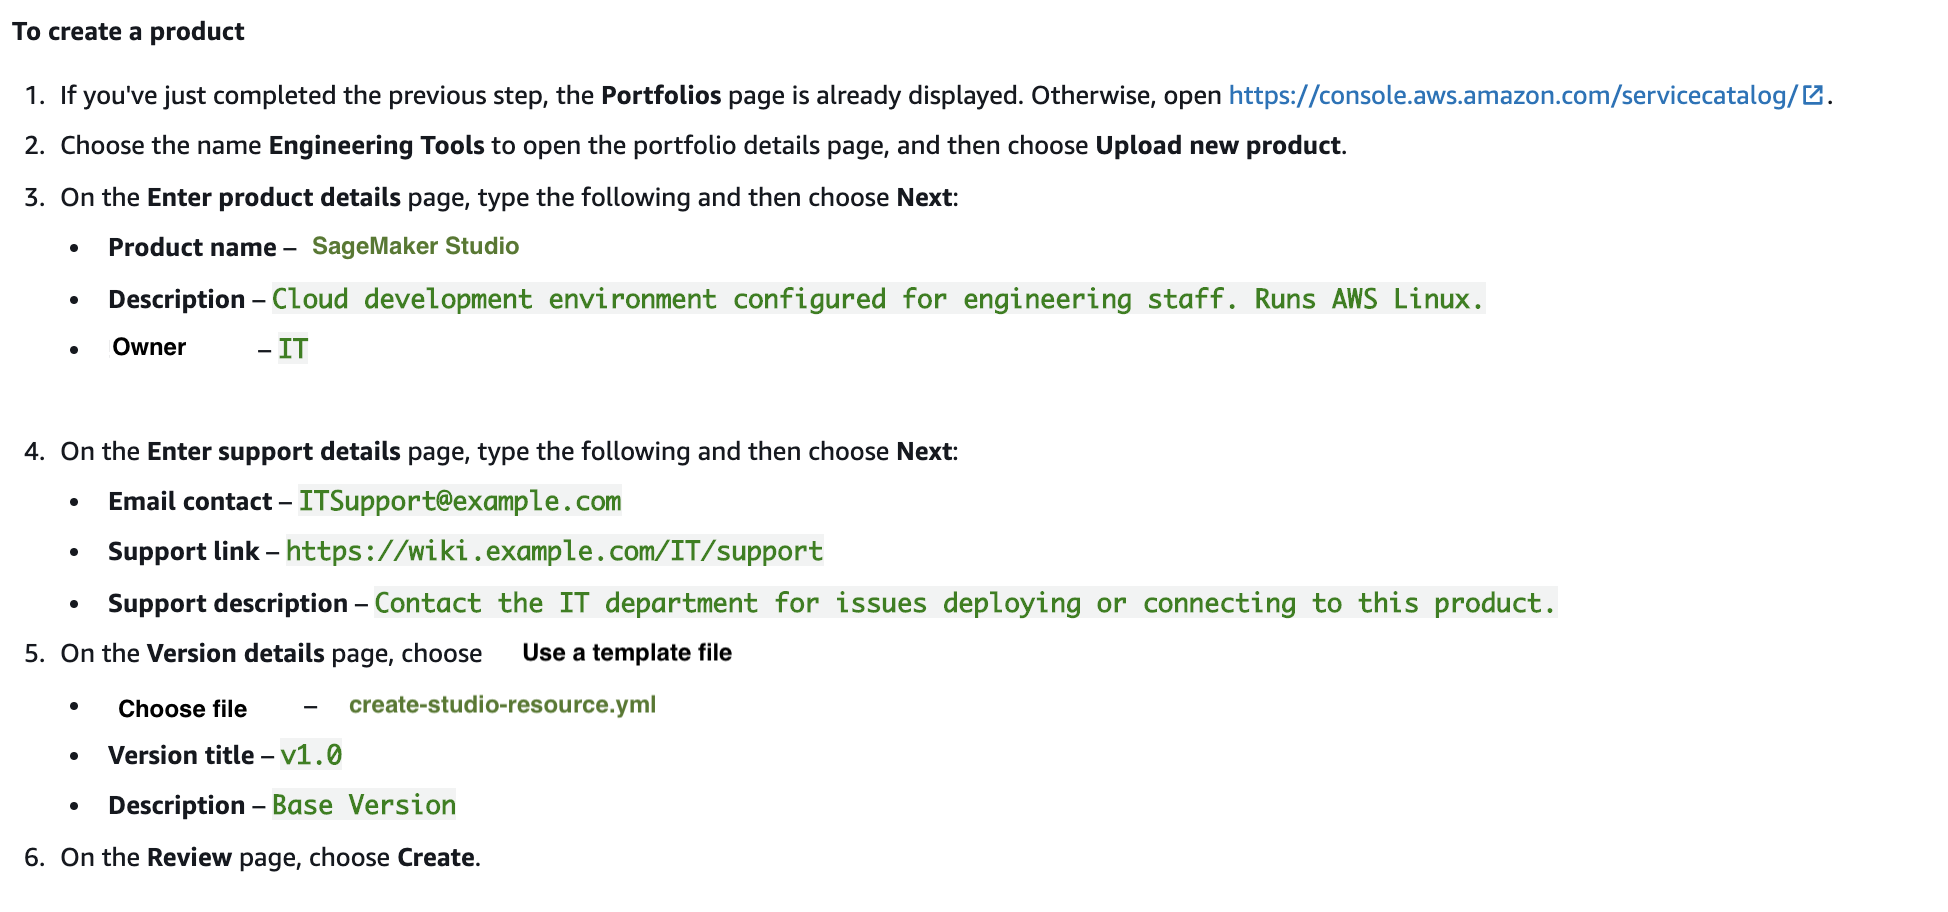 To create a product
1. If you've just completed the previous step, the Portfolios page is already displayed. Otherwise, open https://console.aws.amazon.com/servicecatalog/.
2. Choose the name Engineering Tools to open the portfolio details page, and then choose Upload new product.
3. On the Enter product details page, type the following and then choose Next:
• Product name – SageMaker Studio
• Description – Cloud development environment configured for engineering staff. Runs AWS Linux.
• Owner – IT
4. On the Enter support details page, type the following and then choose Next:
• Email contact – ITSupport@example.com
• Support link – https://wiki.example.com/IT/support
• Support description – Contact the IT department for issues deploying or connecting to this product.
5. On the Version details page, choose Use a template file
• Choose file – create-studio-resource.yml
• Version title – v1.0
• Description – Base Version
6. On the Review page, choose Create.